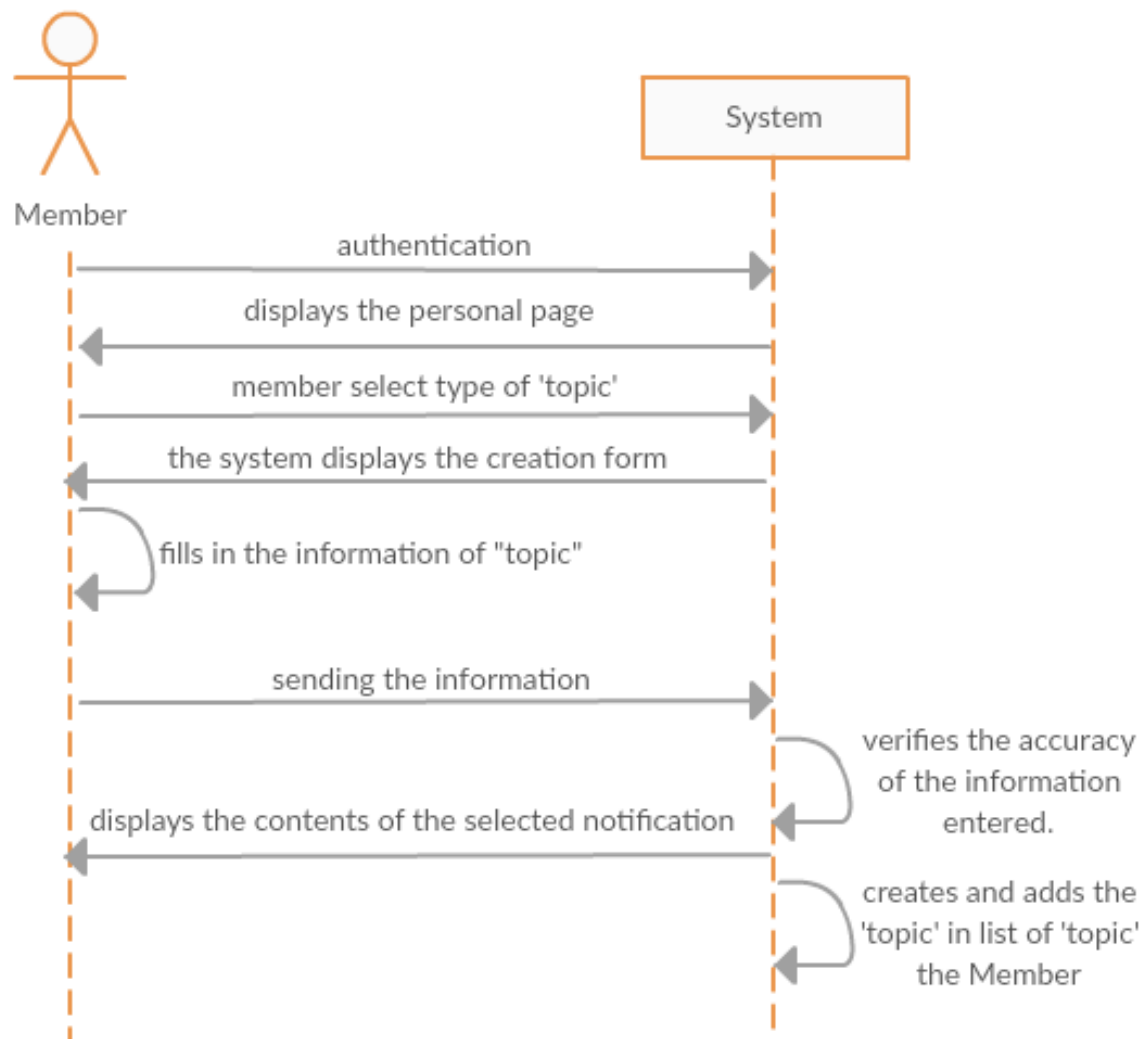 System
Member
authentication
displays the personal page
member select type of 'topic'
the system displays the creation form
fills in the information of "topic"
sending the information
verifies the accuracy
of the information
entered.
displays the contents of the selected notification
creates and adds the
'topic' in list of 'topic'
the Member